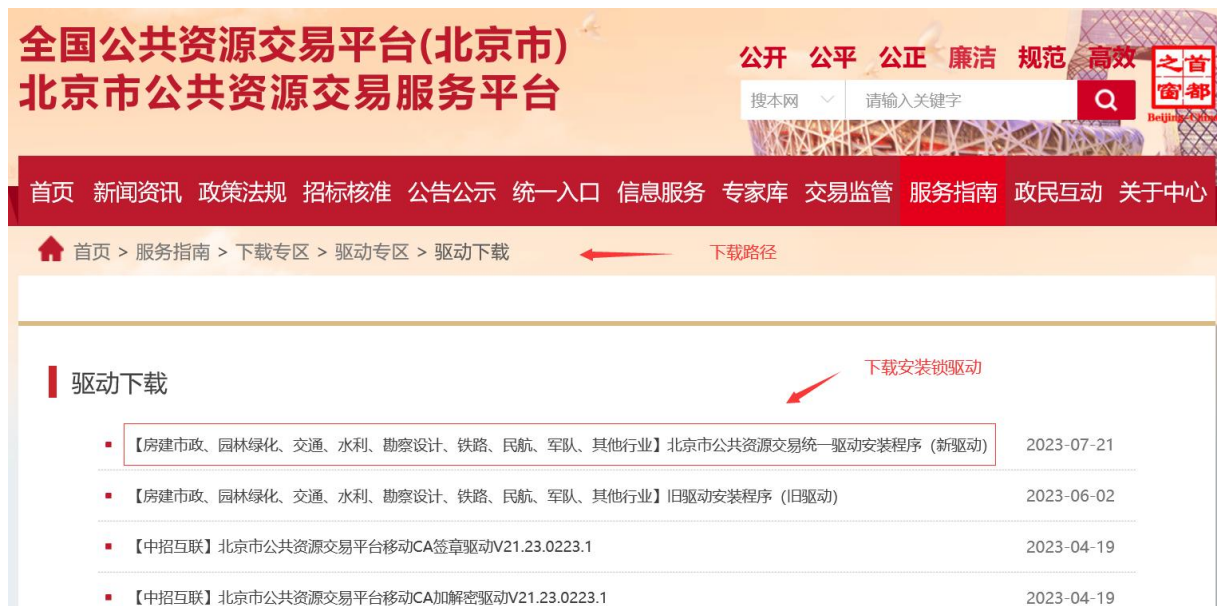 全国公共资源交易平台(北京市)
北京市公共资源交易服务平台
公开 公平 公正 廉洁 规范 高效
搜本网 请输入关键字
首都之窗
Beijing-China
首页 新闻资讯 政策法规 招标核准 公告公示 统一入口 信息服务 专家库 交易监管 服务指南 政民互动 关于中心
首页 > 服务指南 > 下载专区 > 驱动专区 > 驱动下载 下载路径
下载安装锁驱动
驱动下载
【房建市政、园林绿化、交通、水利、勘察设计、铁路、民航、军队、其他行业】北京市公共资源交易统一驱动安装程序（新驱动） 2023-07-21
【房建市政、园林绿化、交通、水利、勘察设计、铁路、民航、军队、其他行业】旧驱动安装程序（旧驱动） 2023-06-02
【中招互联】北京市公共资源交易平台移动CA签章驱动V21.23.0223.1 2023-04-19
【中招互联】北京市公共资源交易平台移动CA加解密驱动V21.23.0223.1 2023-04-19